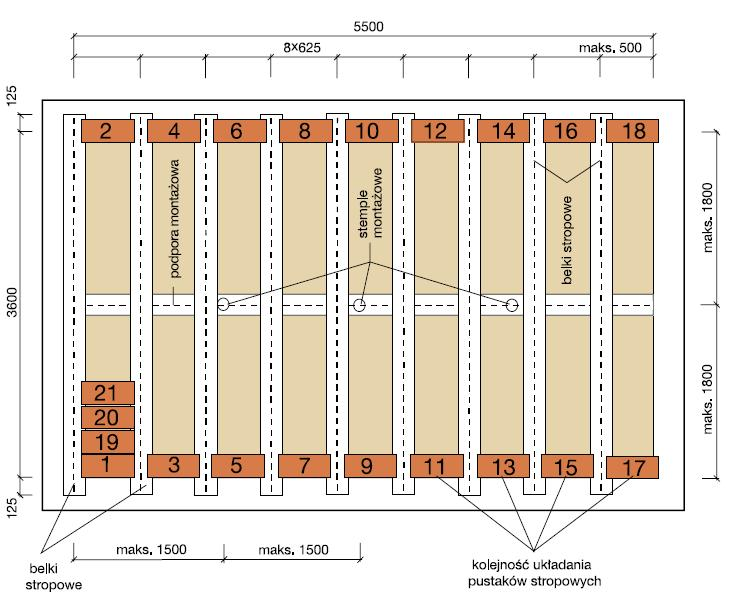 5500
8×625
maks. 500
125
2 4 6 8 10 12 14 16 18
podpora montażowa
stemple
montażowe
belki stropowe
maks. 1800
3600
maks. 1800
21
20
19
1 3 5 7 9 11 13 15 17
125
maks. 1500
maks. 1500
belki
stropowe
kolejność układania
pustaków stropowych